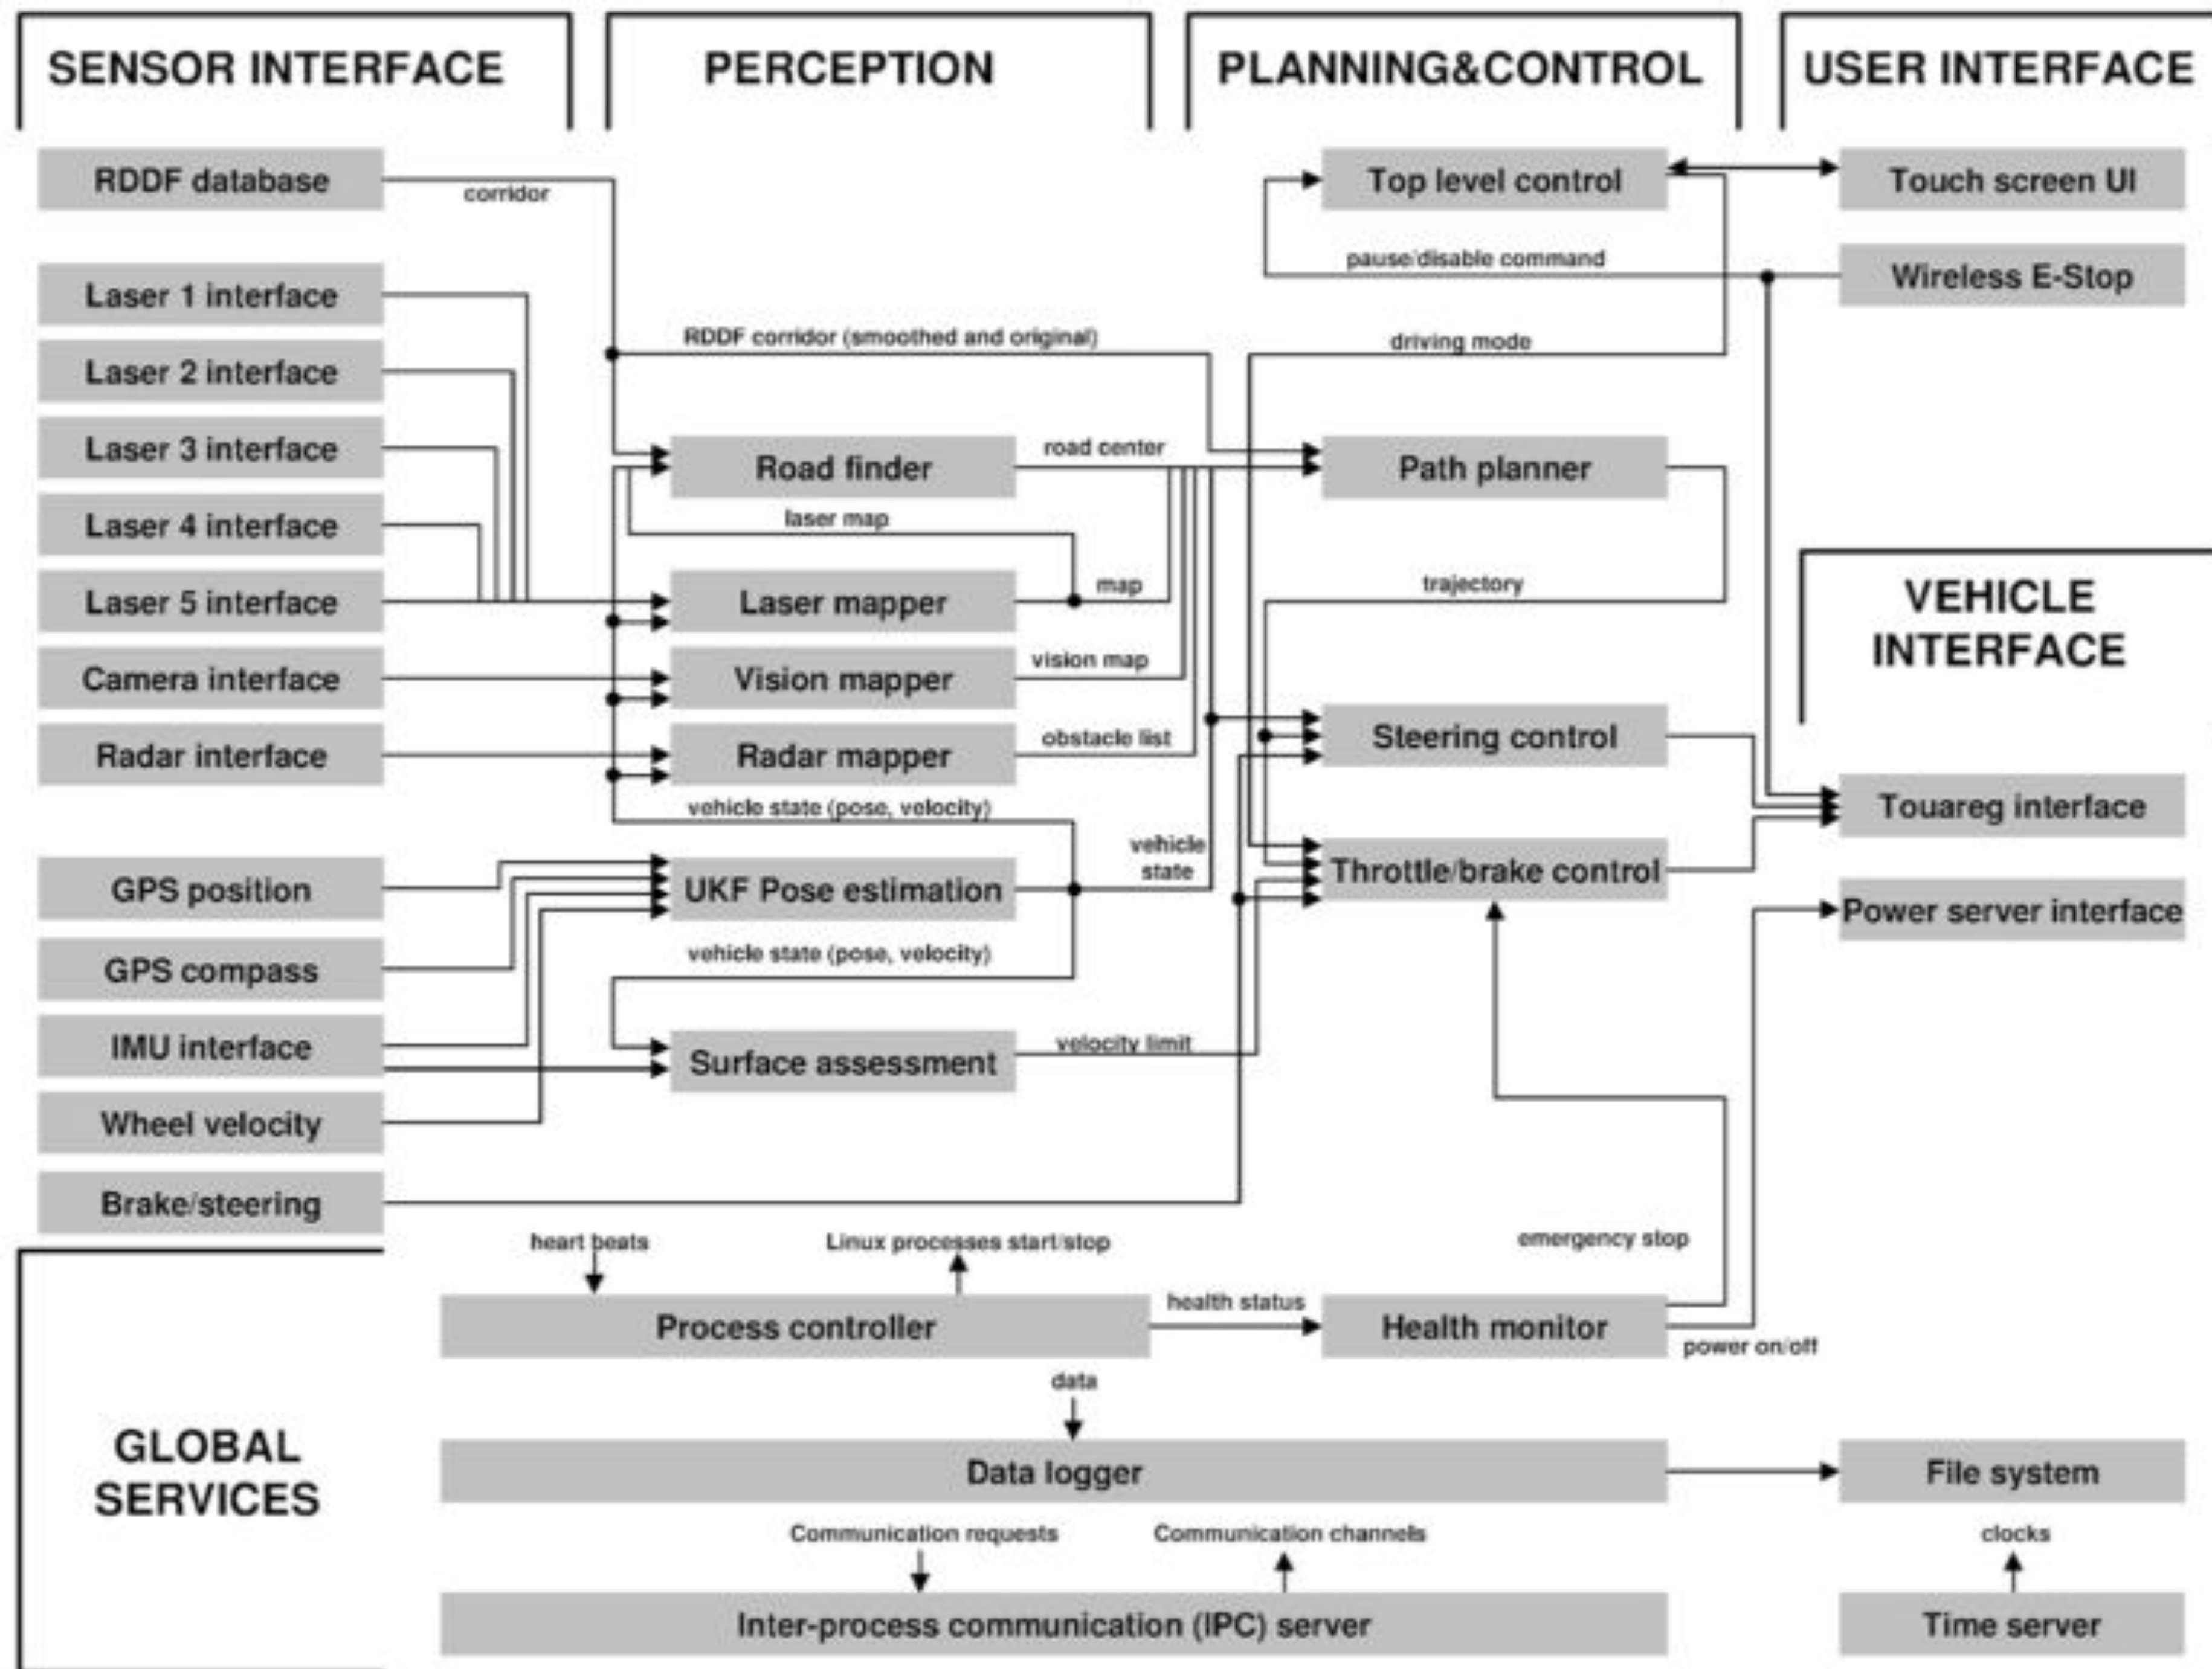 SENSOR INTERFACE
PERCEPTION
PLANNING&CONTROL
USER INTERFACE
RDDF database
corridor
Top level control
Touch screen UI
pause/disable command
Wireless E-Stop
Laser 1 interface
RDDF corridor (smoothed and original)
driving mode
Laser 2 interface
Laser 3 interface
Road finder
road center
Path planner
Laser 4 interface
laser map
Laser 5 interface
Laser mapper
map
trajectory
VEHICLE
INTERFACE
Camera interface
Vision mapper
vision map
Radar interface
Radar mapper
obstacle list
Steering control
vehicle state (pose, velocity)
Touareg interface
vehicle
state
GPS position
UKF Pose estimation
Throttle/brake control
Power server interface
GPS compass
vehicle state (pose, velocity)
IMU interface
Surface assessment
velocity limit
Wheel velocity
Brake/steering
heart beats
Linux processes start/stop
emergency stop
Process controller
health status
Health monitor
power on/off
data
GLOBAL
SERVICES
Data logger
File system
Communication requests
Communication channels
clocks
Inter-process communication (IPC) server
Time server